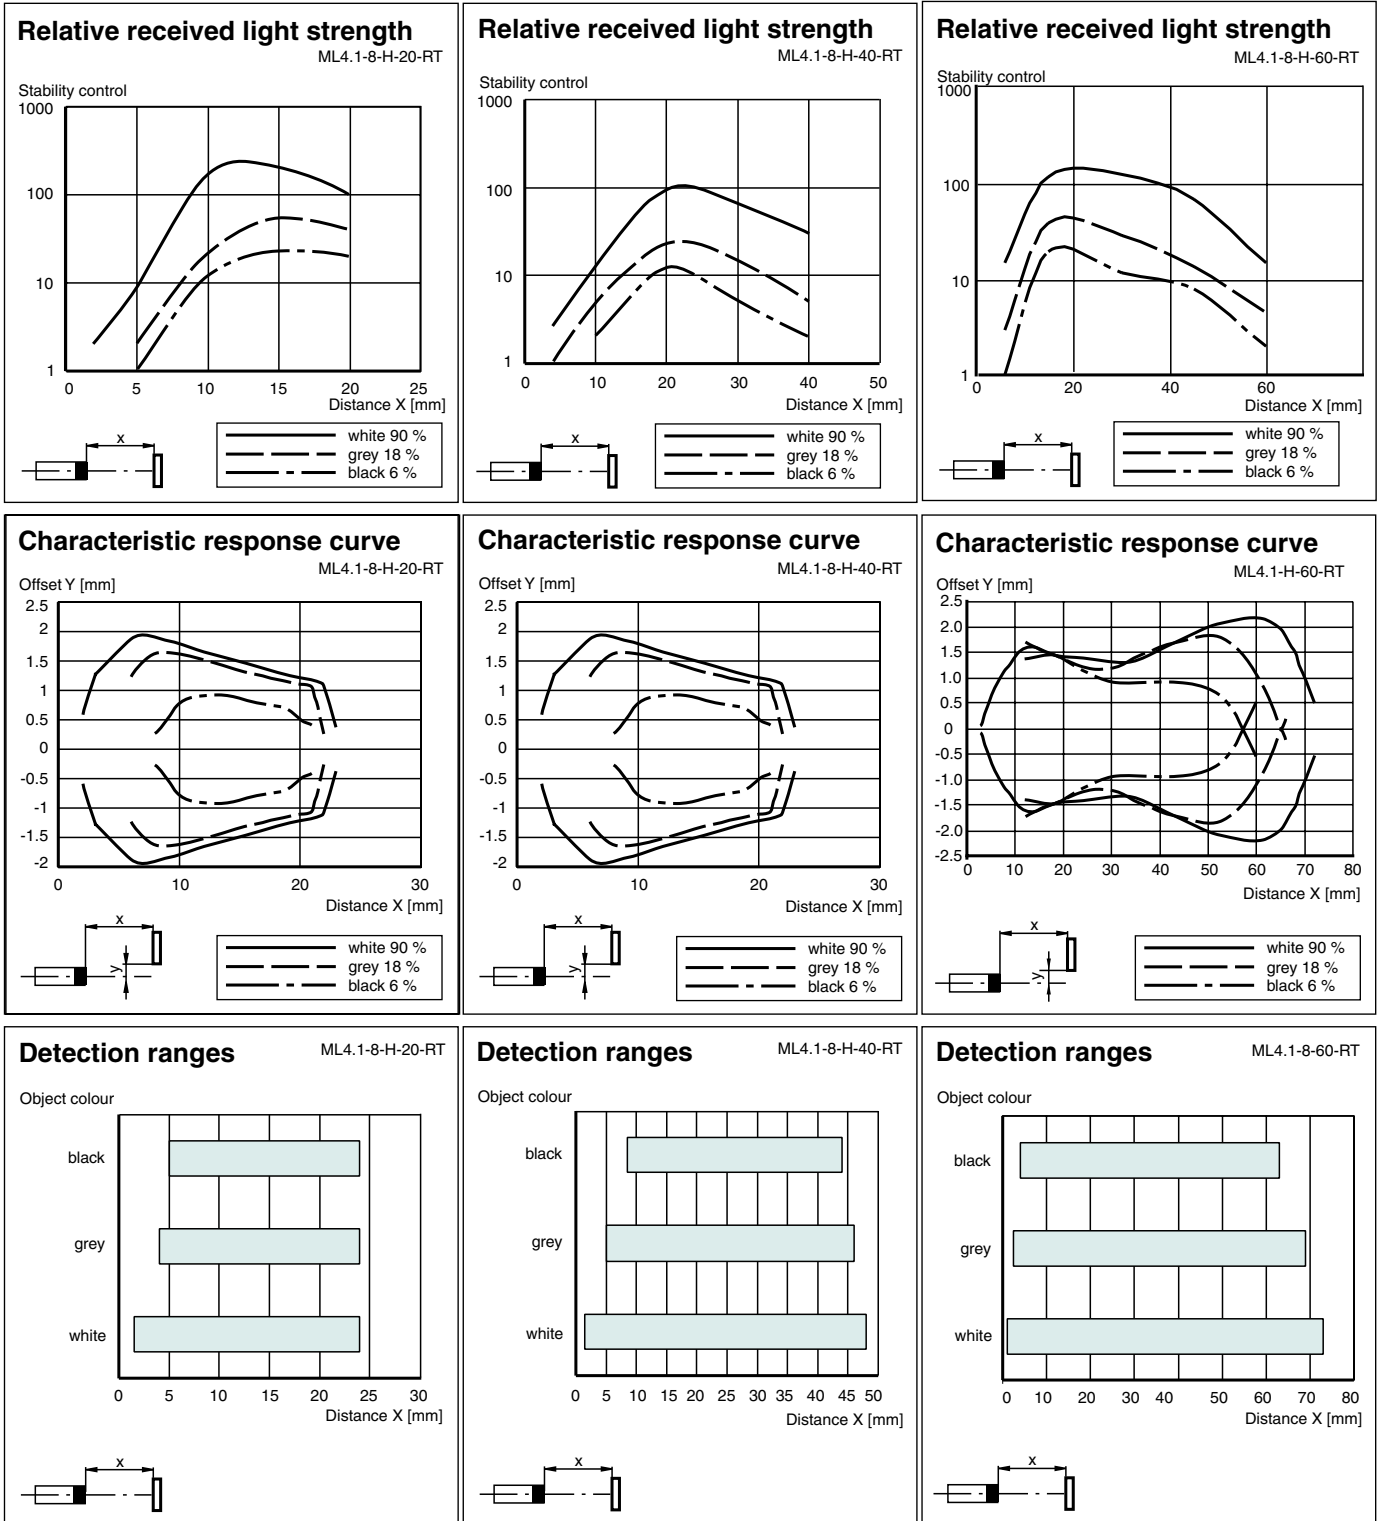 Relative received light strength
ML4.1-8-H-20-RT
Stability control
1000
100
10
1
0 5 10 15 20 25
Distance X [mm]
x
white 90 %
grey 18 %
black 6 %
Relative received light strength
ML4.1-8-H-40-RT
Stability control
1000
100
10
1
0 10 20 30 40 50
Distance X [mm]
x
white 90 %
grey 18 %
black 6 %
Relative received light strength
ML4.1-8-H-60-RT
Stability control
1000
100
10
1
0 20 40 60
Distance X [mm]
x
white 90 %
grey 18 %
black 6 %
Characteristic response curve
ML4.1-8-H-20-RT
Offset Y [mm]
2.5
2
1.5
1
0.5
0
-0.5
-1
-1.5
-2
0 10 20 30
Distance X [mm]
x
y
white 90 %
grey 18 %
black 6 %
Characteristic response curve
ML4.1-8-H-40-RT
Offset Y [mm]
2.5
2
1.5
1
0.5
0
-0.5
-1
-1.5
-2
0 10 20 30
Distance X [mm]
x
y
white 90 %
grey 18 %
black 6 %
Characteristic response curve
ML4.1-H-60-RT
Offset Y [mm]
2.5
2.0
1.5
1.0
0.5
0
-0.5
-1.0
-1.5
-2.0
-2.5
0 10 20 30 40 50 60 70 80
Distance X [mm]
x
y
white 90 %
grey 18 %
black 6 %
Detection ranges
ML4.1-8-H-20-RT
Object colour
black
grey
white
0 5 10 15 20 25 30
Distance X [mm]
x
Detection ranges
ML4.1-8-H-40-RT
Object colour
black
grey
white
0 5 10 15 20 25 30 35 40 45 50
Distance X [mm]
x
Detection ranges
ML4.1-8-60-RT
Object colour
black
grey
white
0 10 20 30 40 50 60 70 80
Distance X [mm]
x